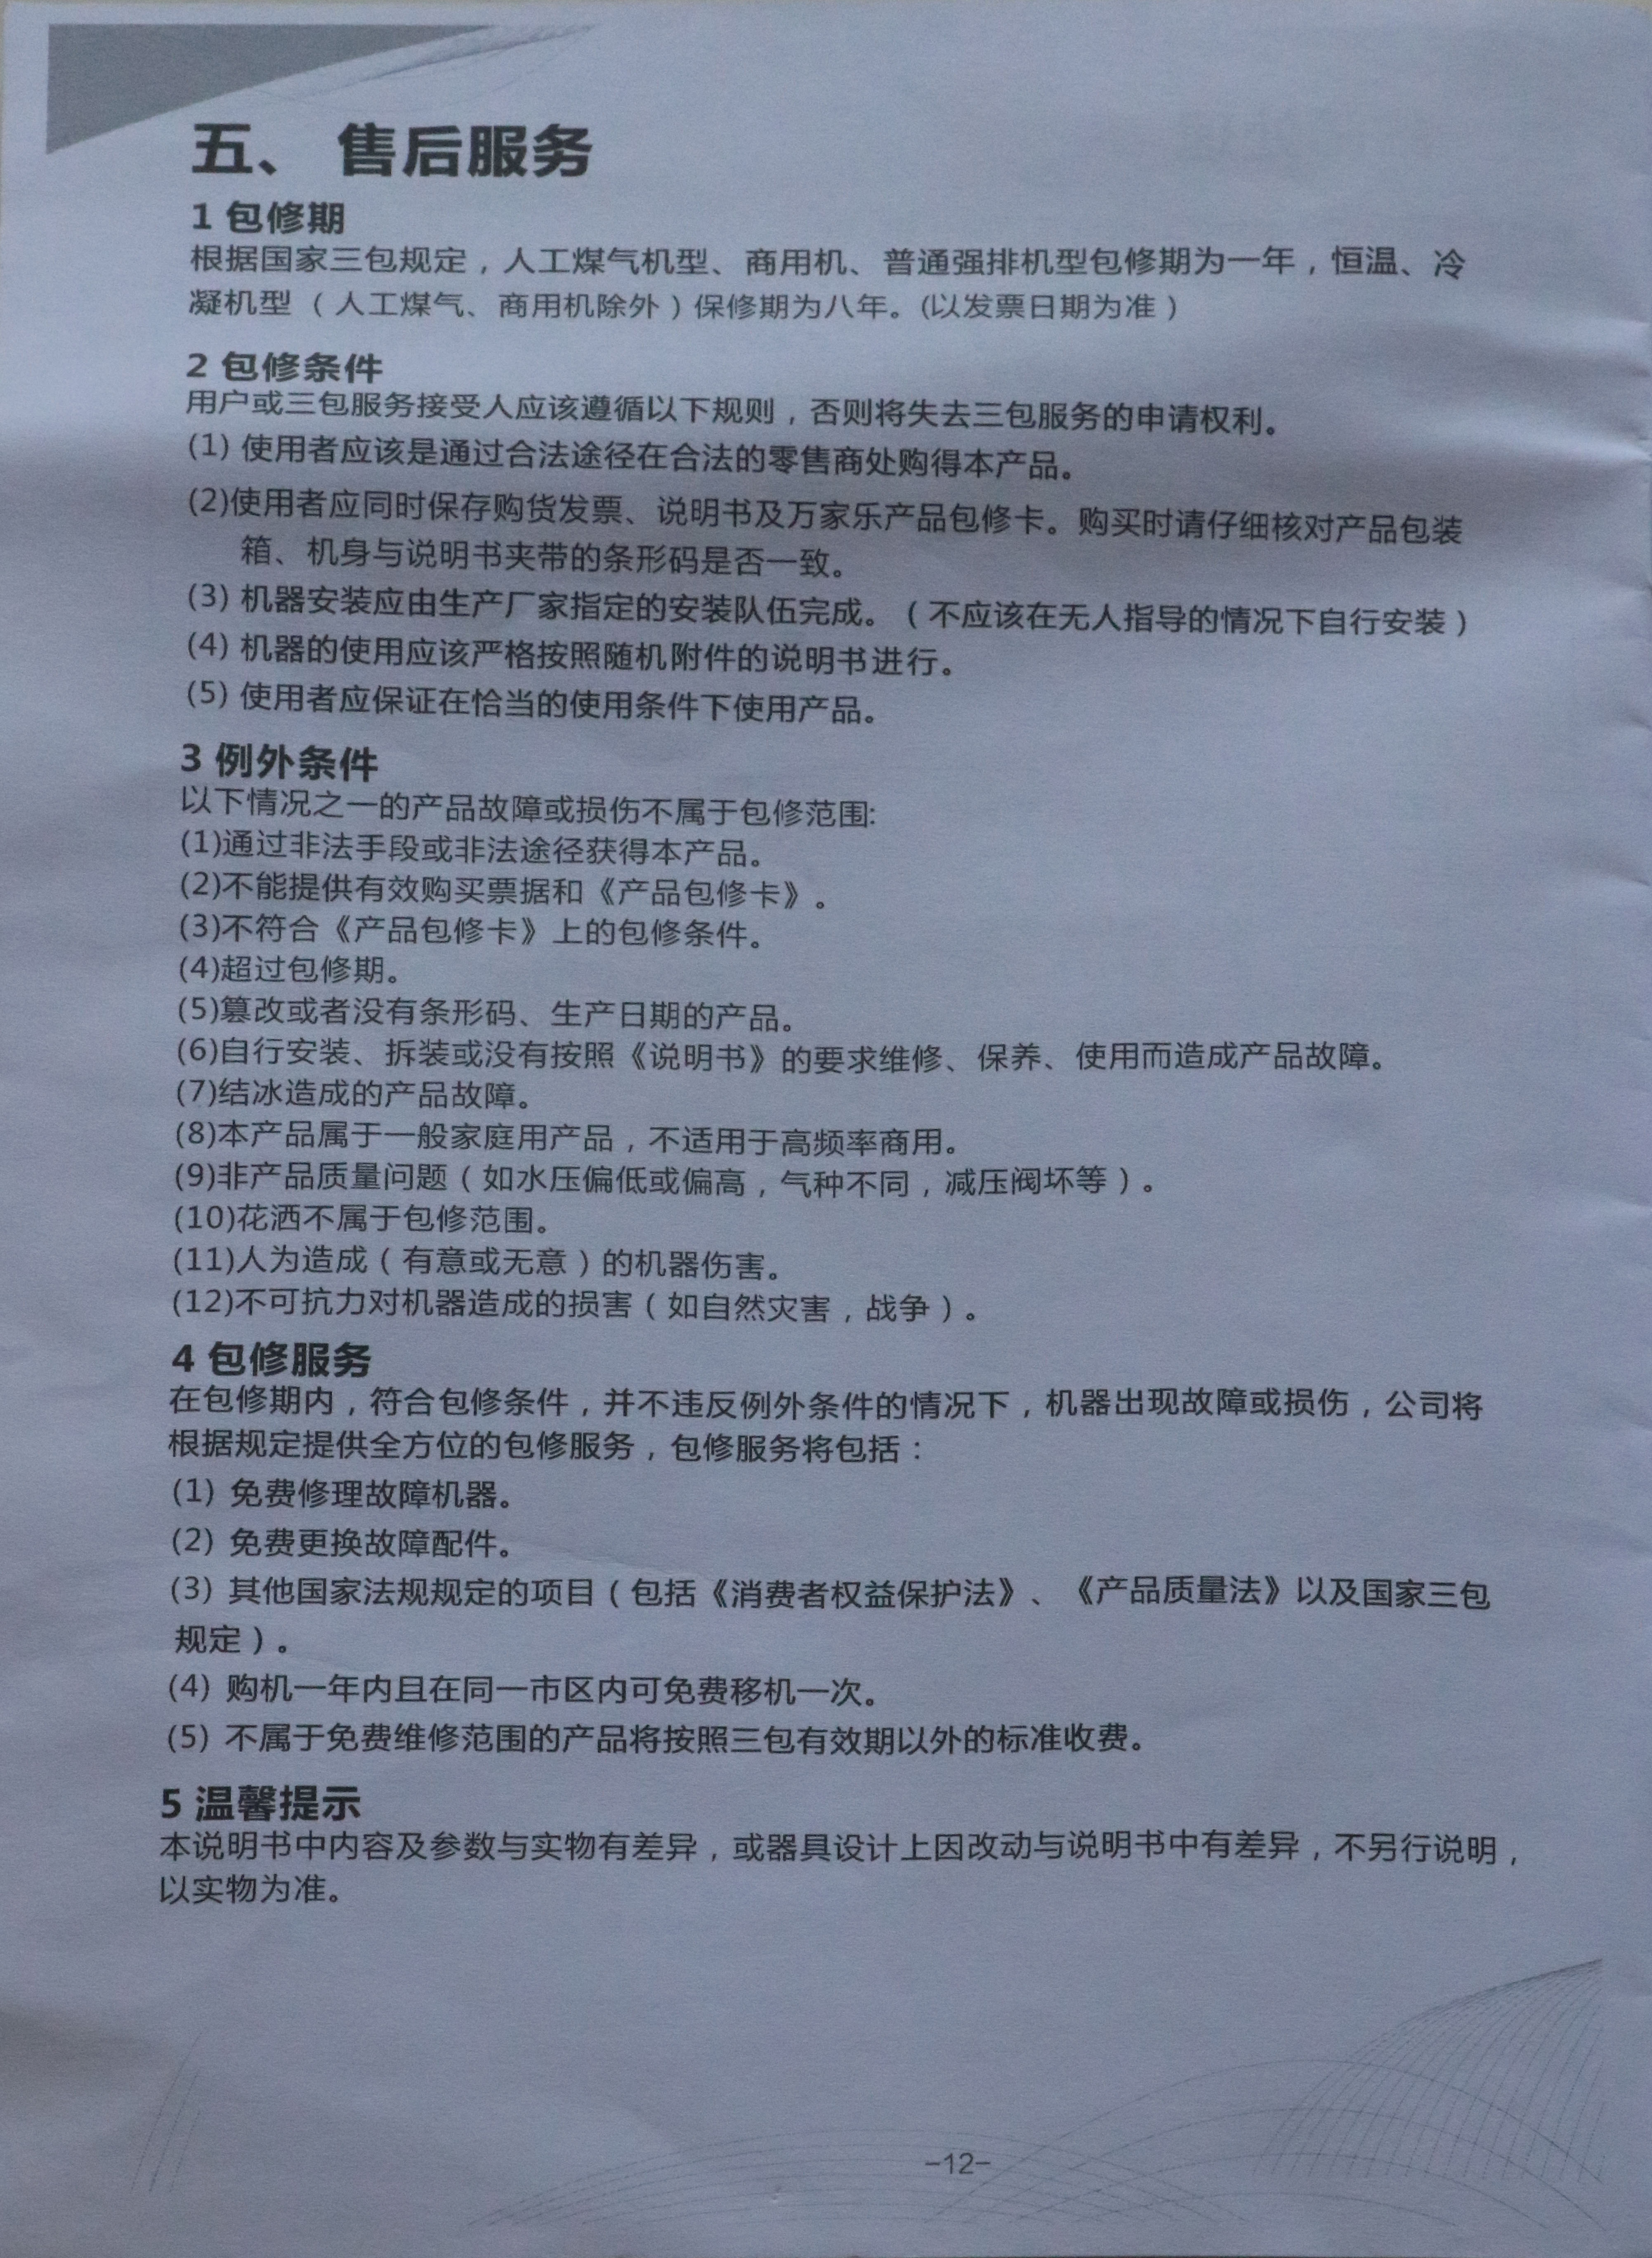 五、 售后服务
1 包修期
根据国家三包规定，人工煤气机型、商用机、普通强排机型包修期为一年，恒温、冷
凝机型（人工煤气、商用机除外）保修期为八年。(以发票日期为准）
2 包修条件
用户或三包服务接受人应该遵循以下规则，否则将失去三包服务的申请权利。
(1) 使用者应该是通过合法途径在合法的零售商处购得本产品。
(2)使用者应同时保存购货发票、说明书及万家乐产品包修卡。购买时请仔细核对产品包装
箱、机身与说明书夹带的条形码是否一致。
(3) 机器安装应由生产厂家指定的安装队伍完成。（不应该在无人指导的情况下自行安装）
(4) 机器的使用应该严格按照随机附件的说明书进行。
(5) 使用者应保证在恰当的使用条件下使用产品。
3 例外条件
以下情况之一的产品故障或损伤不属于包修范围:
(1)通过非法手段或非法途径获得本产品。
(2)不能提供有效购买票据和《产品包修卡》。
(3)不符合《产品包修卡》上的包修条件。
(4)超过包修期。
(5)篡改或者没有条形码、生产日期的产品。
(6)自行安装、拆装或没有按照《说明书》的要求维修、保养、使用而造成产品故障。
(7)结冰造成的产品故障。
(8)本产品属于一般家庭用产品，不适用于高频率商用。
(9)非产品质量问题（如水压偏低或偏高，气种不同，减压阀坏等）。
(10)花洒不属于包修范围。
(11)人为造成（有意或无意）的机器伤害。
(12)不可抗力对机器造成的损害（如自然灾害，战争）。
4 包修服务
在包修期内，符合包修条件，并不违反例外条件的情况下，机器出现故障或损伤，公司将
根据规定提供全方位的包修服务，包修服务将包括：
(1) 免费修理故障机器。
(2) 免费更换故障配件。
(3) 其他国家法规规定的项目（包括《消费者权益保护法》、《产品质量法》以及国家三包
规定）。
(4) 购机一年内且在同一市区内可免费移机一次。
(5) 不属于免费维修范围的产品将按照三包有效期以外的标准收费。
5 温馨提示
本说明书中内容及参数与实物有差异，或器具设计上因改动与说明书中有差异，不另行说明，
以实物为准。
-12-